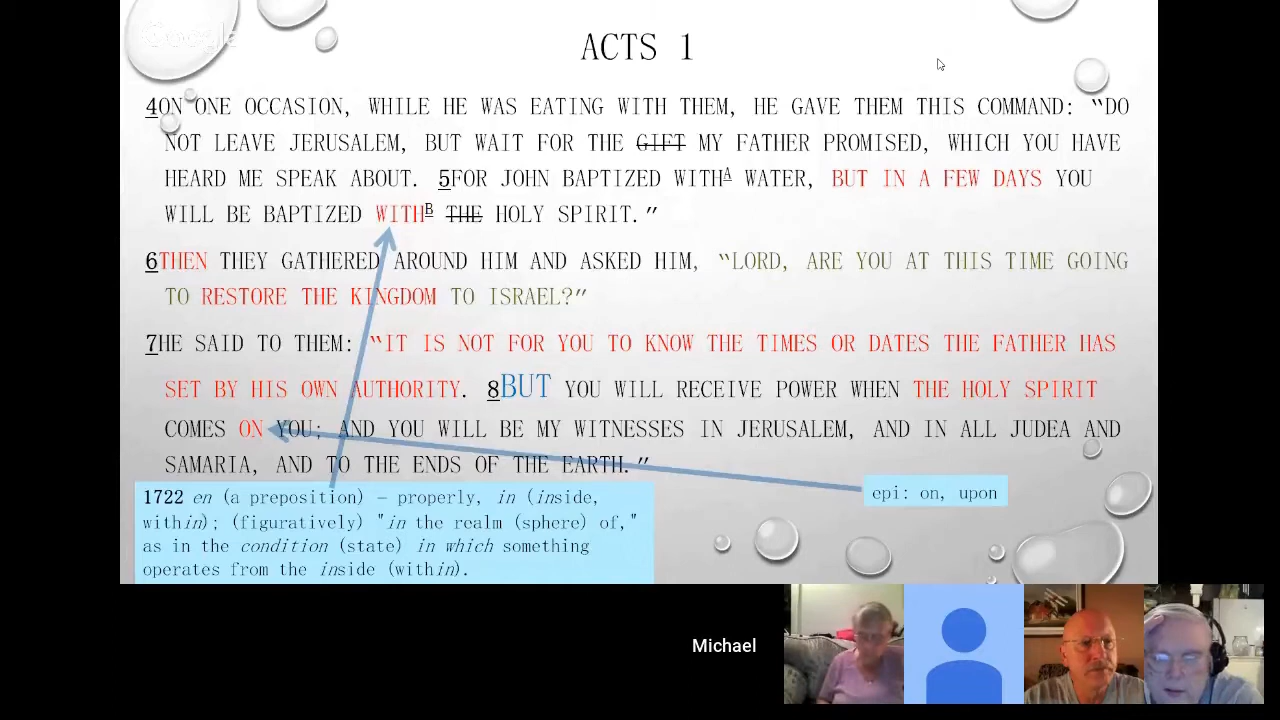 Google
ACTS 1
4ON ONE OCCASION, WHILE HE WAS EATING WITH THEM, HE GAVE THEM THIS COMMAND: “DO
NOT LEAVE JERUSALEM, BUT WAIT FOR THE GIFT MY FATHER PROMISED, WHICH YOU HAVE
HEARD ME SPEAK ABOUT. 5FOR JOHN BAPTIZED WITHA WATER, BUT IN A FEW DAYS YOU
WILL BE BAPTIZED WITHB THE HOLY SPIRIT.”
6THEN THEY GATHERED AROUND HIM AND ASKED HIM, “LORD, ARE YOU AT THIS TIME GOING
TO RESTORE THE KINGDOM TO ISRAEL?”
7HE SAID TO THEM: “IT IS NOT FOR YOU TO KNOW THE TIMES OR DATES THE FATHER HAS
SET BY HIS OWN AUTHORITY. 8BUT YOU WILL RECEIVE POWER WHEN THE HOLY SPIRIT
COMES ON YOU; AND YOU WILL BE MY WITNESSES IN JERUSALEM, AND IN ALL JUDEA AND
SAMARIA, AND TO THE ENDS OF THE EARTH.”
1722 en (a preposition) – properly, in (inside,
within); (figuratively) "in the realm (sphere) of,"
as in the condition (state) in which something
operates from the inside (within).
epi: on, upon
Michael